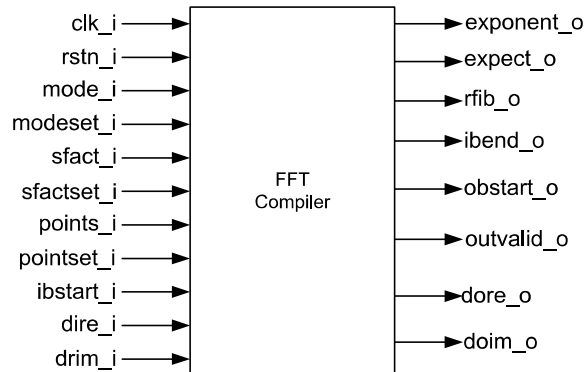 clk_i
rstn_i
mode_i
modeset_i
sfact_i
sfactset_i
points_i
pointset_i
ibstart_i
dire_i
drim_i
FFT
Compiler
exponent_o
expect_o
rfib_o
ibend_o
obstart_o
outvalid_o
dore_o
doim_o